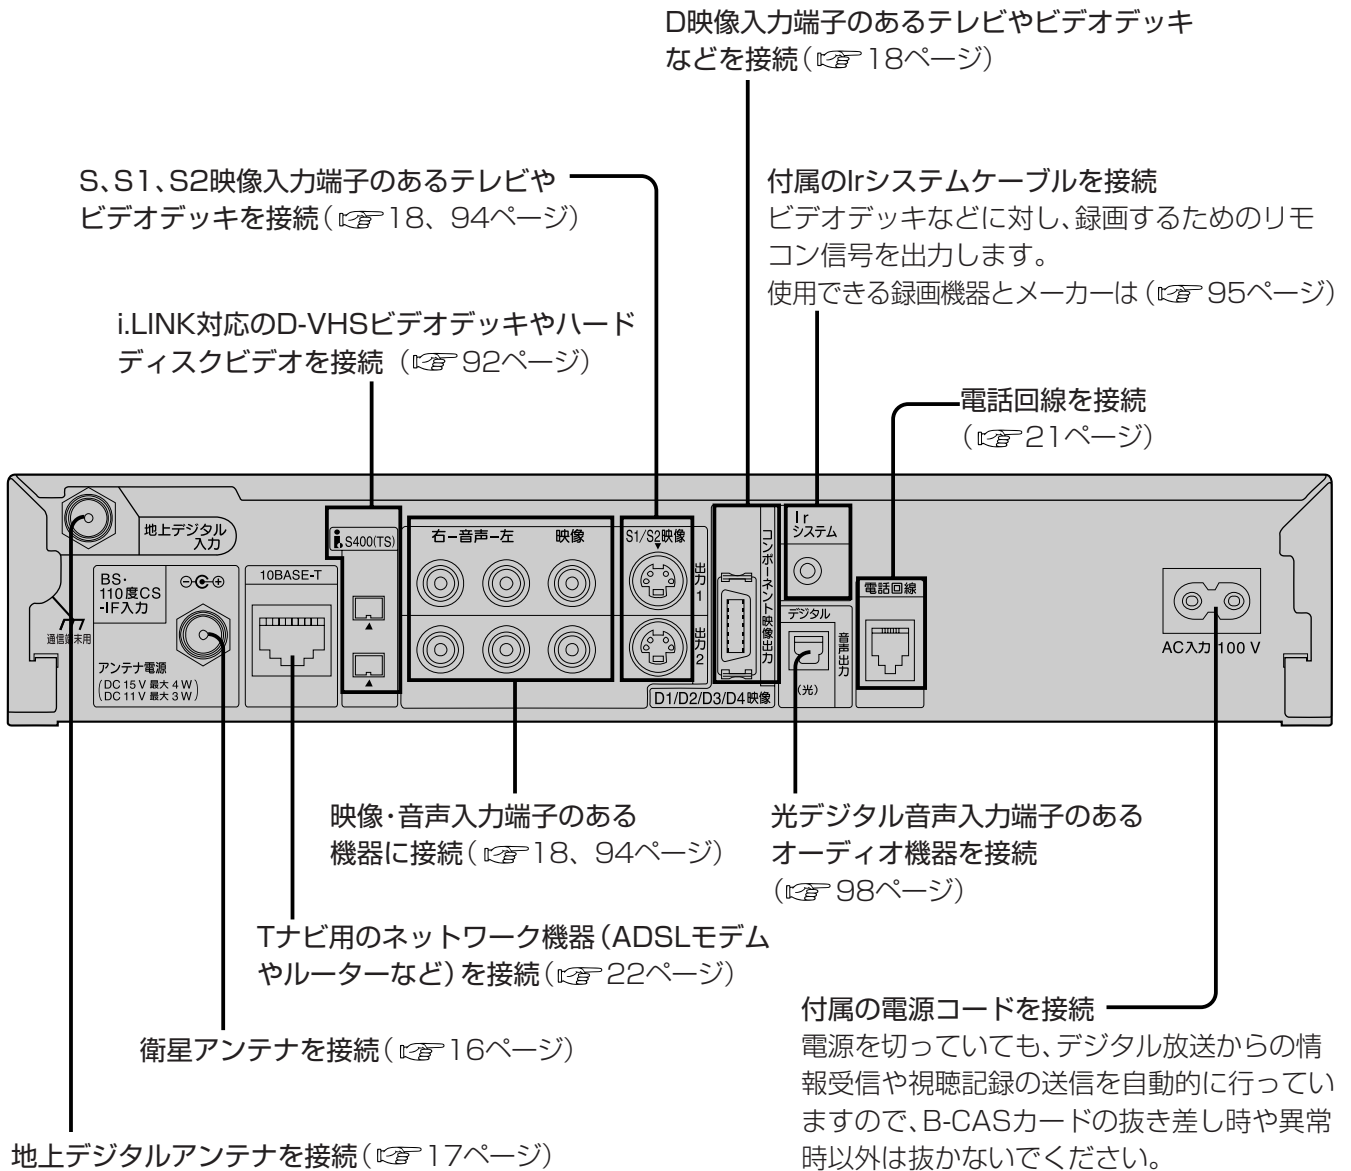 D映像入力端子のあるテレビやビデオデッキ
などを接続(☞18ページ)
S、S1、S2映像入力端子のあるテレビや
ビデオデッキを接続(☞18、94ページ)
付属のIrシステムケーブルを接続
ビデオデッキなどに対し、録画するためのリモ
コン信号を出力します。
使用できる録画機器とメーカーは(☞95ページ)
i.LINK対応のD-VHSビデオデッキやハード
ディスクビデオを接続(☞92ページ)
電話回線を接続
(☞21ページ)
地上デジタル
入力
BS・
110度CS
-IF入力
通信端末用
アンテナ電源
(DC 15 V 最大 4 W)
(DC 11 V 最大 3 W)
10BASE-T
i. S400(TS)
右-音声-左
映像
S1/S2映像
出力1
出力2
コンポーネント映像出力
D1/D2/D3/D4映像
Ir
システム
デジタル
音声出力
(光)
電話回線
AC入力 100 V
映像・音声入力端子のある
機器に接続(☞18、94ページ)
光デジタル音声入力端子のある
オーディオ機器を接続
(☞98ページ)
Tナビ用のネットワーク機器(ADSLモデム
やルーターなど)を接続(☞22ページ)
付属の電源コードを接続
電源を切っていても、デジタル放送からの情
報受信や視聴記録の送信を自動的に行ってい
ますので、B-CASカードの抜き差し時や異常
時以外は抜かないでください。
衛星アンテナを接続(☞16ページ)
地上デジタルアンテナを接続(☞17ページ)